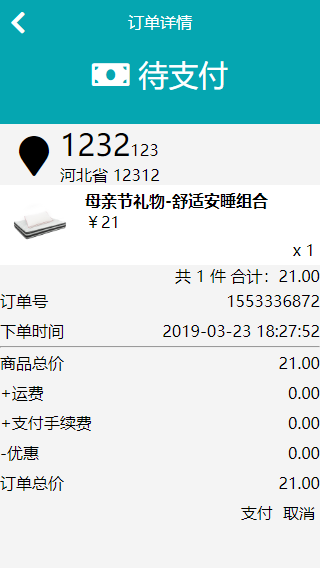 订单详情
待支付
1232123
河北省 12312
母亲节礼物-舒适安睡组合
￥21
x 1
共 1 件 合计：21.00
订单号 1553336872
下单时间 2019-03-23 18:27:52
商品总价 21.00
+运费 0.00
+支付手续费 0.00
-优惠 0.00
订单总价 21.00
支付 取消